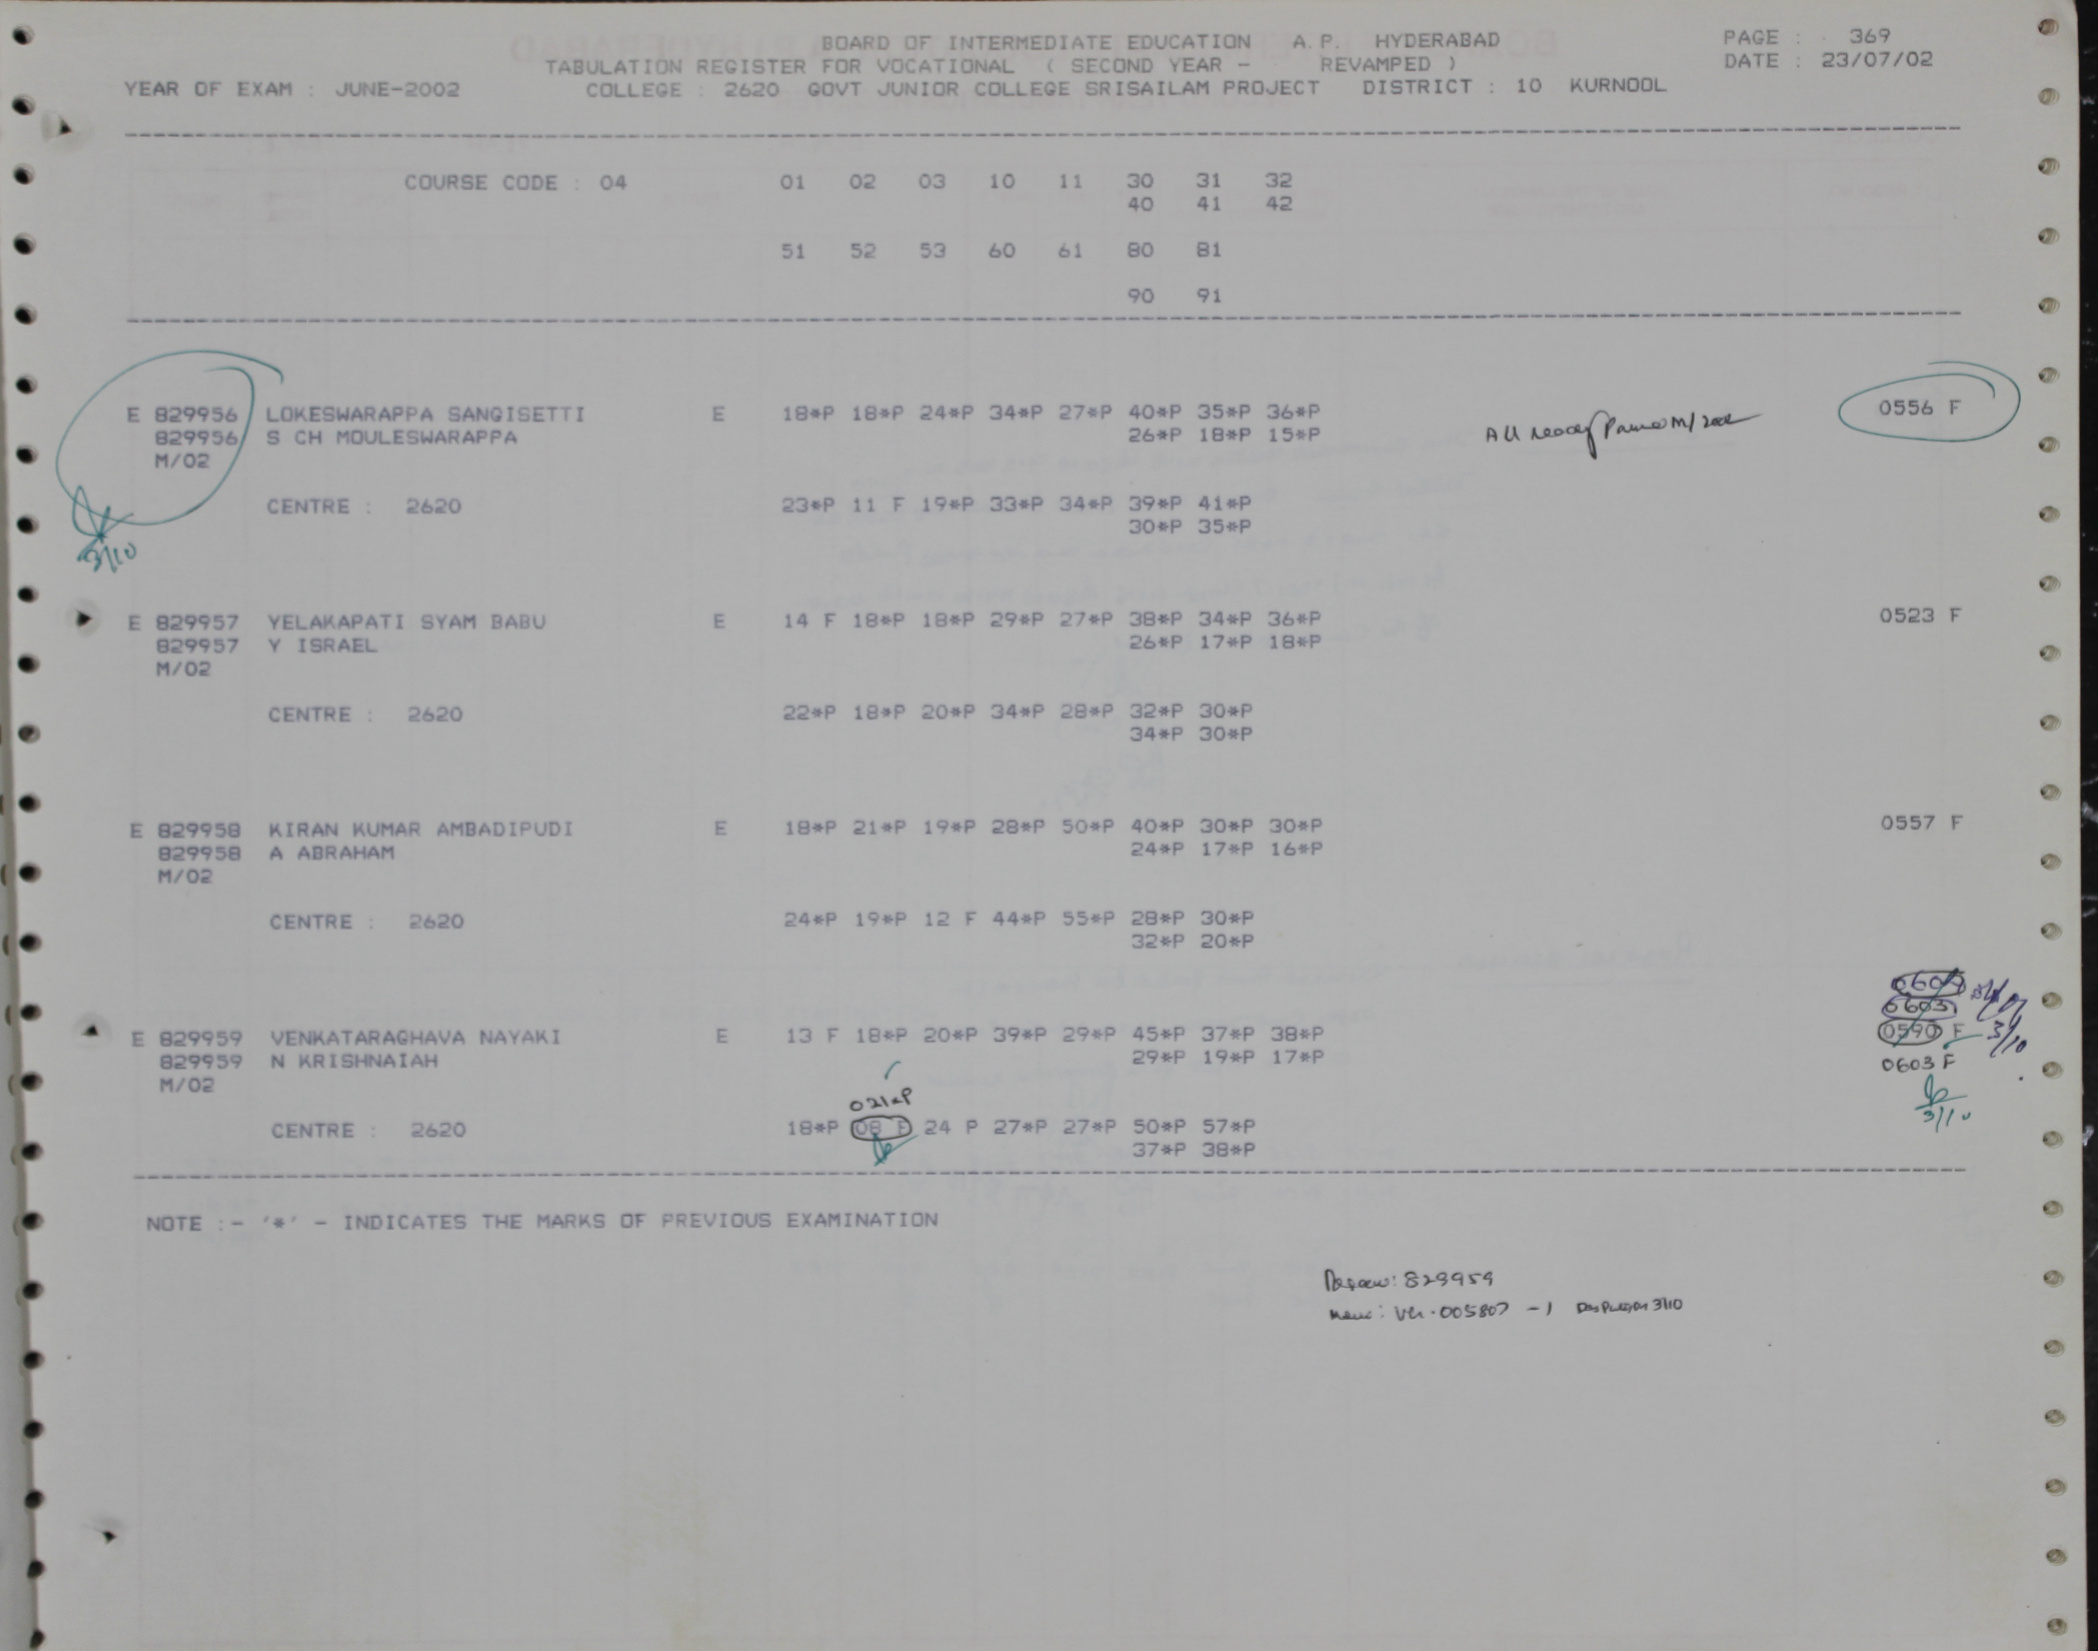 BOARD OF INTERMEDIATE EDUCATION A.P. HYDERABAD PAGE : 369
TABULATION REGISTER FOR VOCATIONAL ( SECOND YEAR - REVAMPED ) DATE : 23/07/02
YEAR OF EXAM : JUNE-2002 COLLEGE : 2620 GOVT JUNIOR COLLEGE SRISAILAM PROJECT DISTRICT : 10 KURNOOL
COURSE CODE : 04 01 02 03 10 11 30 31 32
40 41 42
51 52 53 60 61 80 81
90 91
E 829956 LOKESWARAPPA SANGISETTI E 18*P 18*P 24*P 34*P 27*P 40*P 35*P 36*P 0556 F
829956 S CH MOULESWARAPPA 26*P 18*P 15*P
M/02
CENTRE : 2620 23*P 11 F 19*P 33*P 34*P 39*P 41*P
30*P 35*P
3/10
E 829957 YELAKAPATI SYAM BABU E 14 F 18*P 18*P 29*P 27*P 38*P 34*P 36*P 0523 F
829957 Y ISRAEL 26*P 17*P 18*P
M/02
CENTRE : 2620 22*P 18*P 20*P 34*P 28*P 32*P 30*P
34*P 30*P
E 829958 KIRAN KUMAR AMBADIPUDI E 18*P 21*P 19*P 28*P 50*P 40*P 30*P 30*P 0557 F
829958 A ABRAHAM 24*P 17*P 16*P
M/02
CENTRE : 2620 24*P 19*P 12 F 44*P 55*P 28*P 30*P
32*P 20*P
0603
E 829959 VENKATARAGHAVA NAYAKI E 13 F 18*P 20*P 39*P 29*P 45*P 37*P 38*P 0590 F 3/10
829959 N KRISHNAIAH 29*P 19*P 17*P 0603 F
M/02
021*P 3/10
CENTRE : 2620 18*P 08 F 24 P 27*P 27*P 50*P 57*P
37*P 38*P
NOTE :- '*' - INDICATES THE MARKS OF PREVIOUS EXAMINATION
829959
005807 -1 3/10